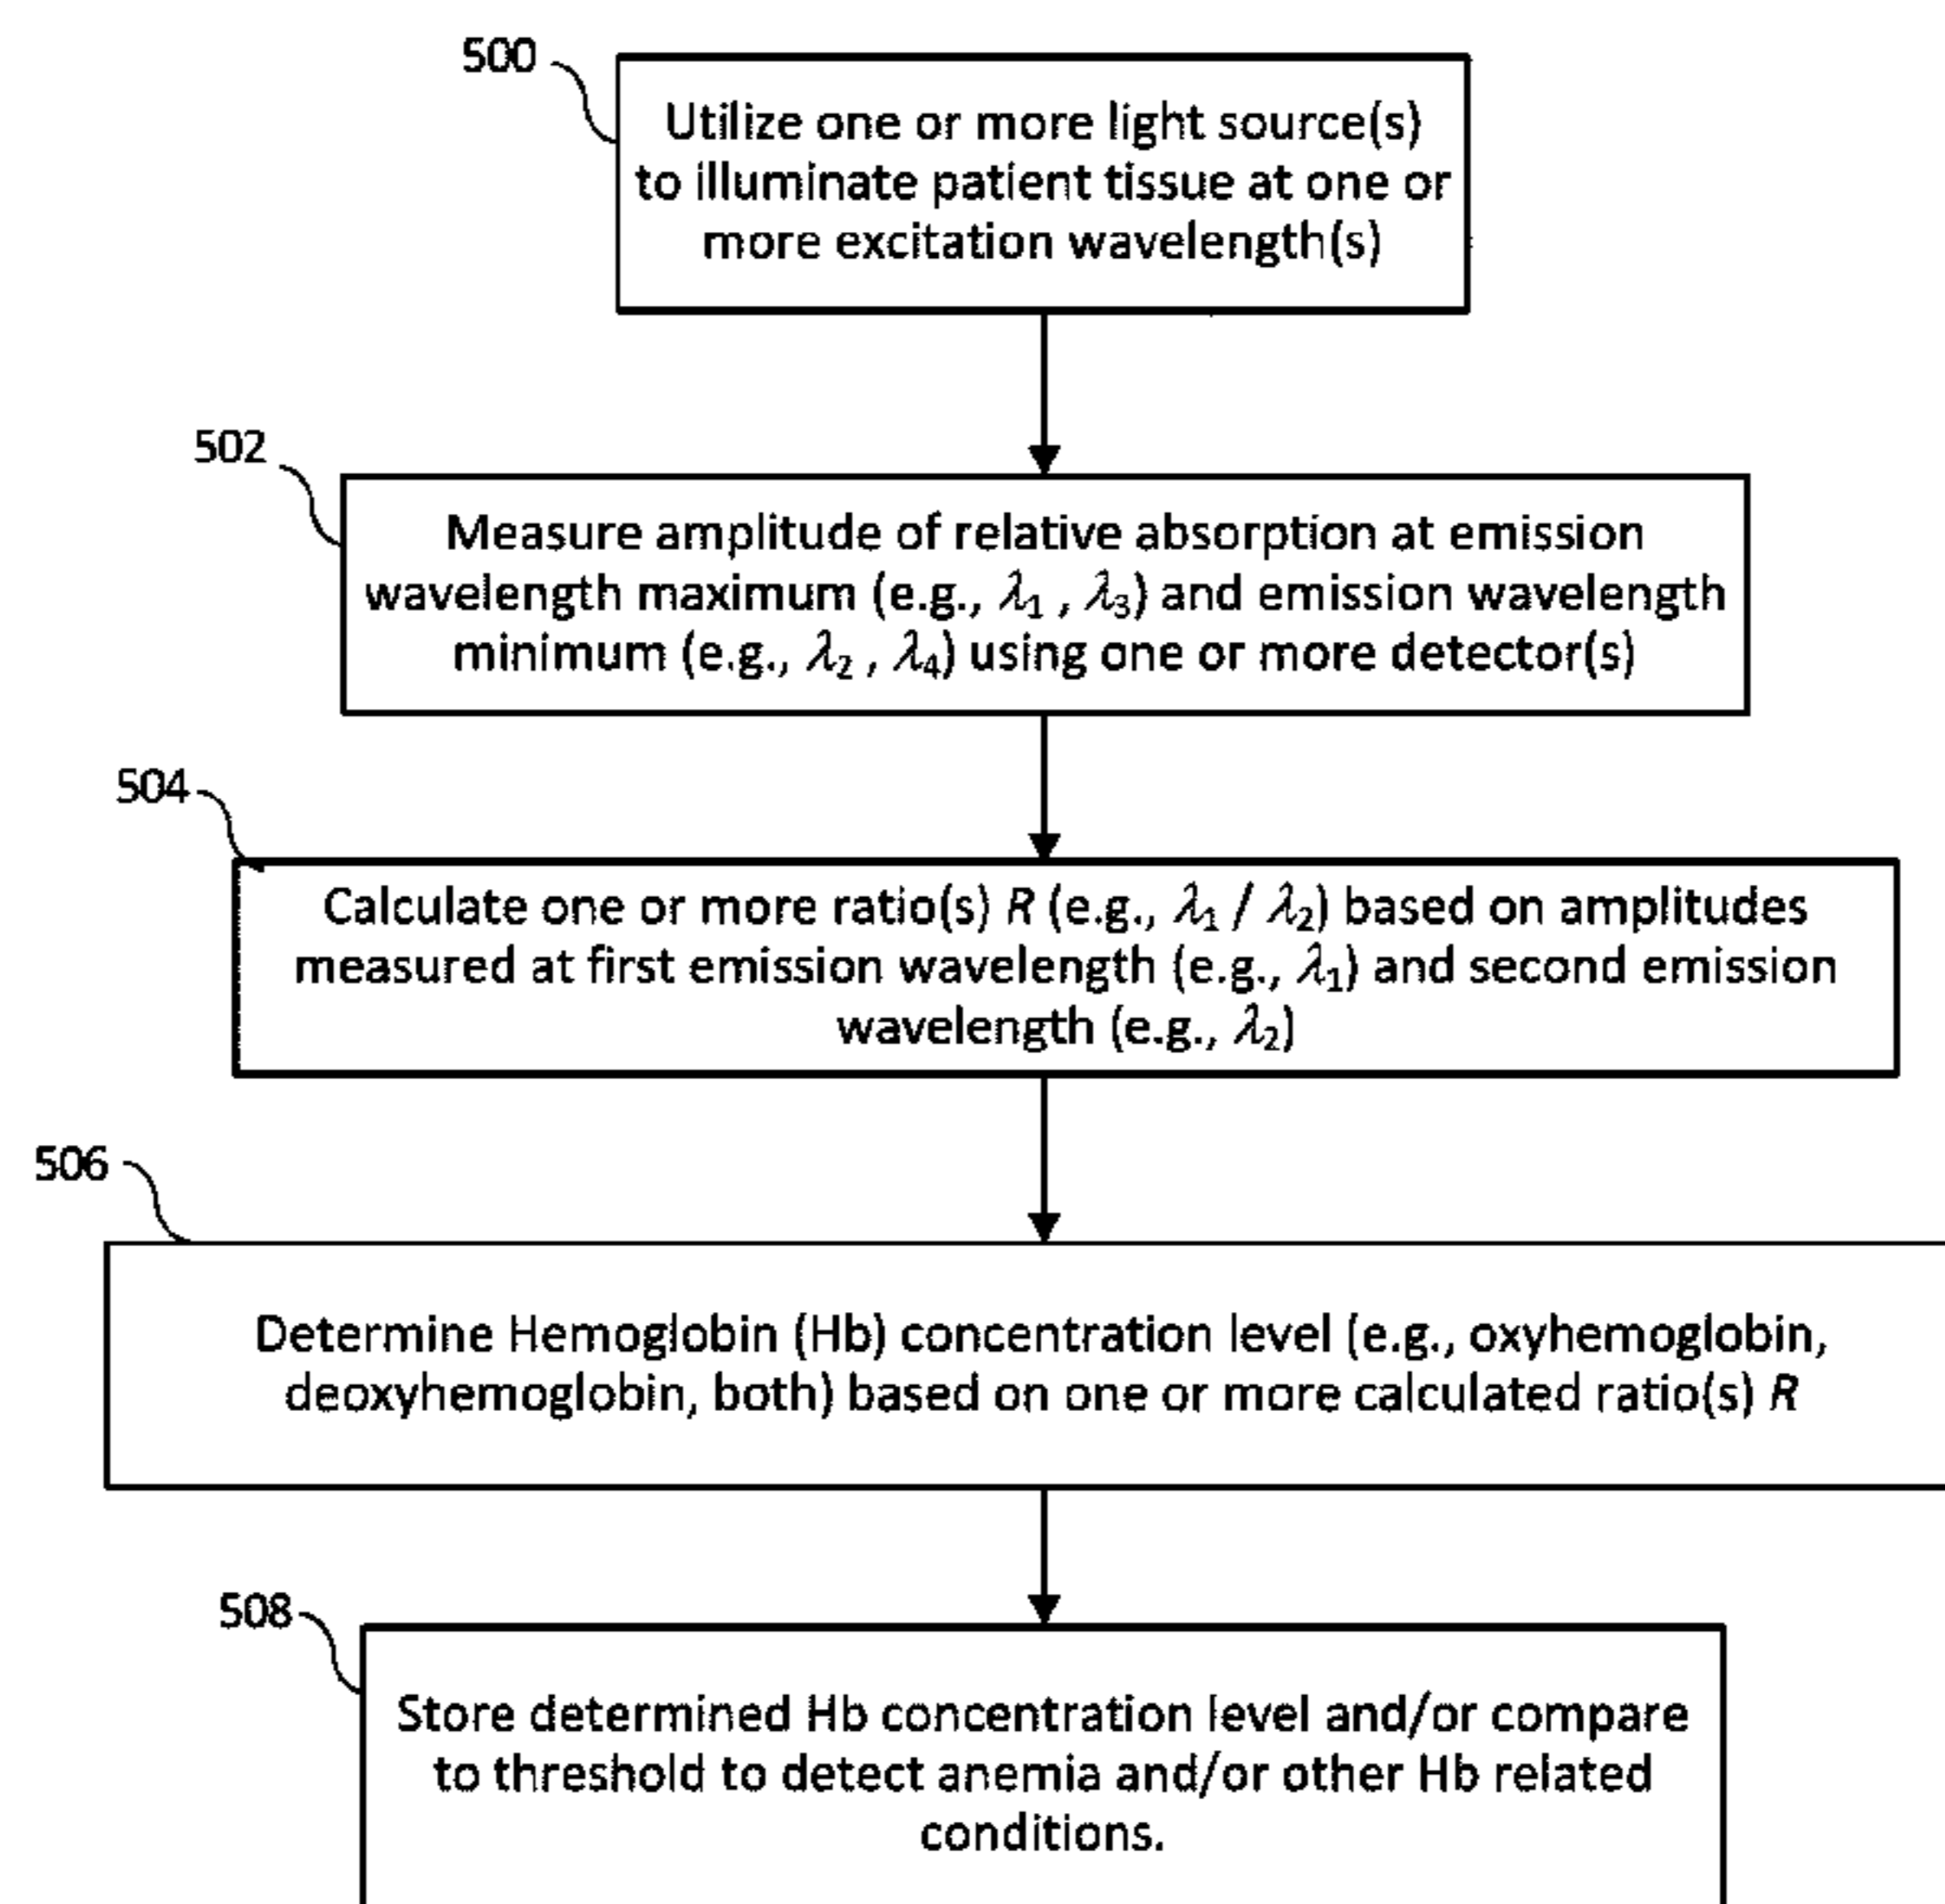 500
Utilize one or more light source(s)
to illuminate patient tissue at one or
more excitation wavelength(s)
502
Measure amplitude of relative absorption at emission
wavelength maximum (e.g., λ₁ , λ₃) and emission wavelength
minimum (e.g., λ₂ , λ₄) using one or more detector(s)
504
Calculate one or more ratio(s) R (e.g., λ₁ / λ₂) based on amplitudes
measured at first emission wavelength (e.g., λ₁) and second emission
wavelength (e.g., λ₂)
506
Determine Hemoglobin (Hb) concentration level (e.g., oxyhemoglobin,
deoxyhemoglobin, both) based on one or more calculated ratio(s) R
508
Store determined Hb concentration level and/or compare
to threshold to detect anemia and/or other Hb related
conditions.